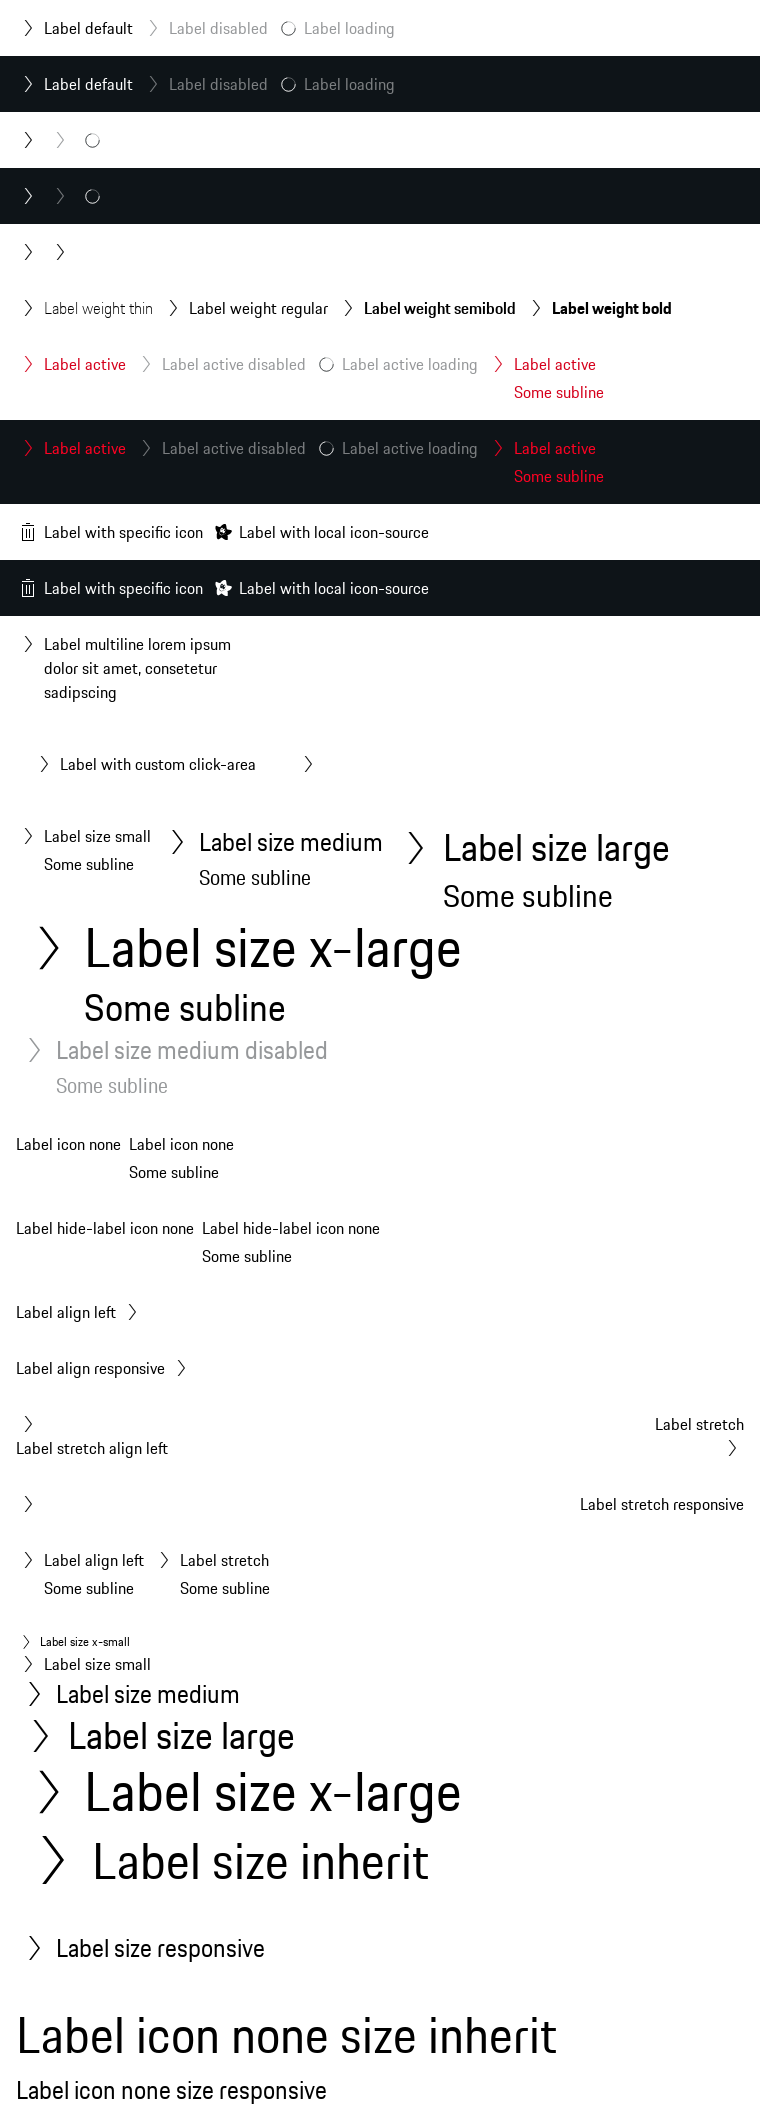 Label default Label disabled Label loading
Label default Label disabled Label loading
Label weight thin Label weight regular Label weight semibold Label weight bold
Label active Label active disabled Label active loading Label active
Some subline
Label active Label active disabled Label active loading Label active
Some subline
Label with specific icon Label with local icon-source
Label with specific icon Label with local icon-source
Label multiline lorem ipsum
dolor sit amet, consetetur
sadipscing
Label with custom click-area
Label size small Label size medium Label size large
Some subline Some subline Some subline
Label size x-large
Some subline
Label size medium disabled
Some subline
Label icon none Label icon none
Some subline
Label hide-label icon none Label hide-label icon none
Some subline
Label align left
Label align responsive
Label stretch
Label stretch align left
Label stretch responsive
Label align left Label stretch
Some subline Some subline
Label size x-small
Label size small
Label size medium
Label size large
Label size x-large
Label size inherit
Label size responsive
Label icon none size inherit
Label icon none size responsive